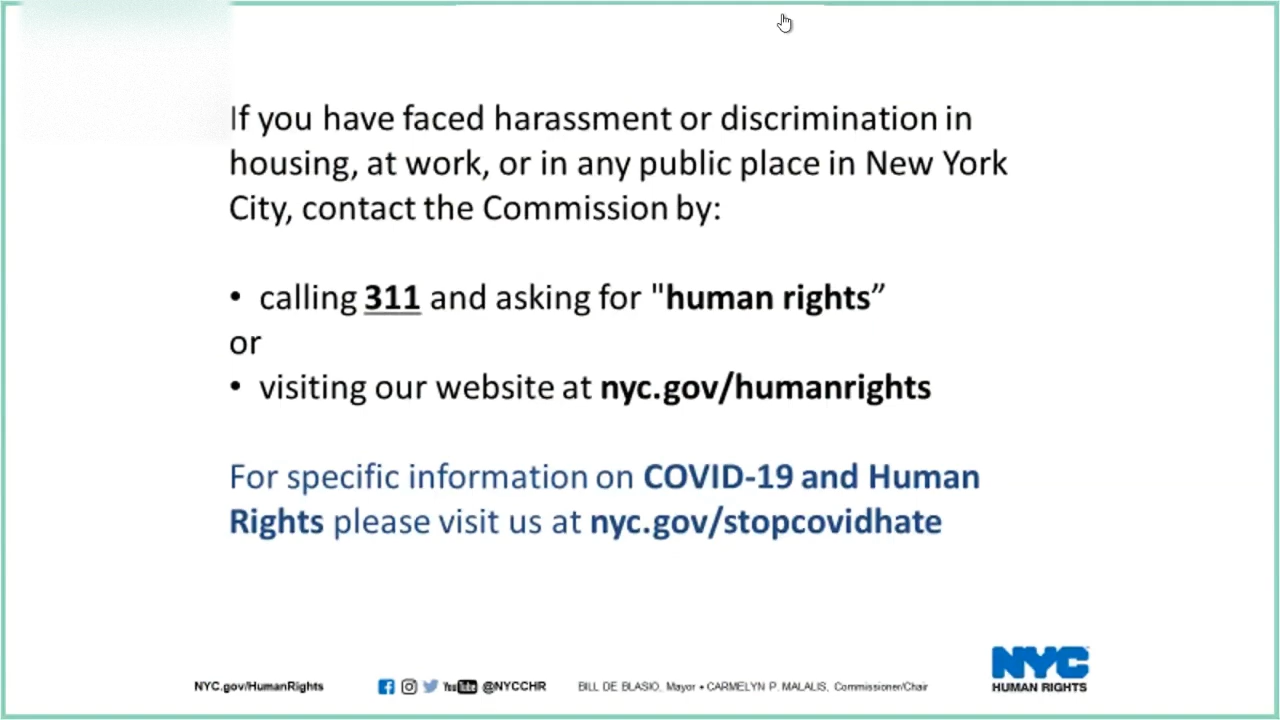 If you have faced harassment or discrimination in
housing, at work, or in any public place in New York
City, contact the Commission by:
• calling 311 and asking for "human rights”
or
• visiting our website at nyc.gov/humanrights
For specific information on COVID-19 and Human
Rights please visit us at nyc.gov/stopcovidhate
NYC
HUMAN RIGHTS
NYC.gov/HumanRights YouTube @NYCCHR BILL DE BLASIO, Mayor • CARMELYN P. MALALIS, Commissioner/Chair